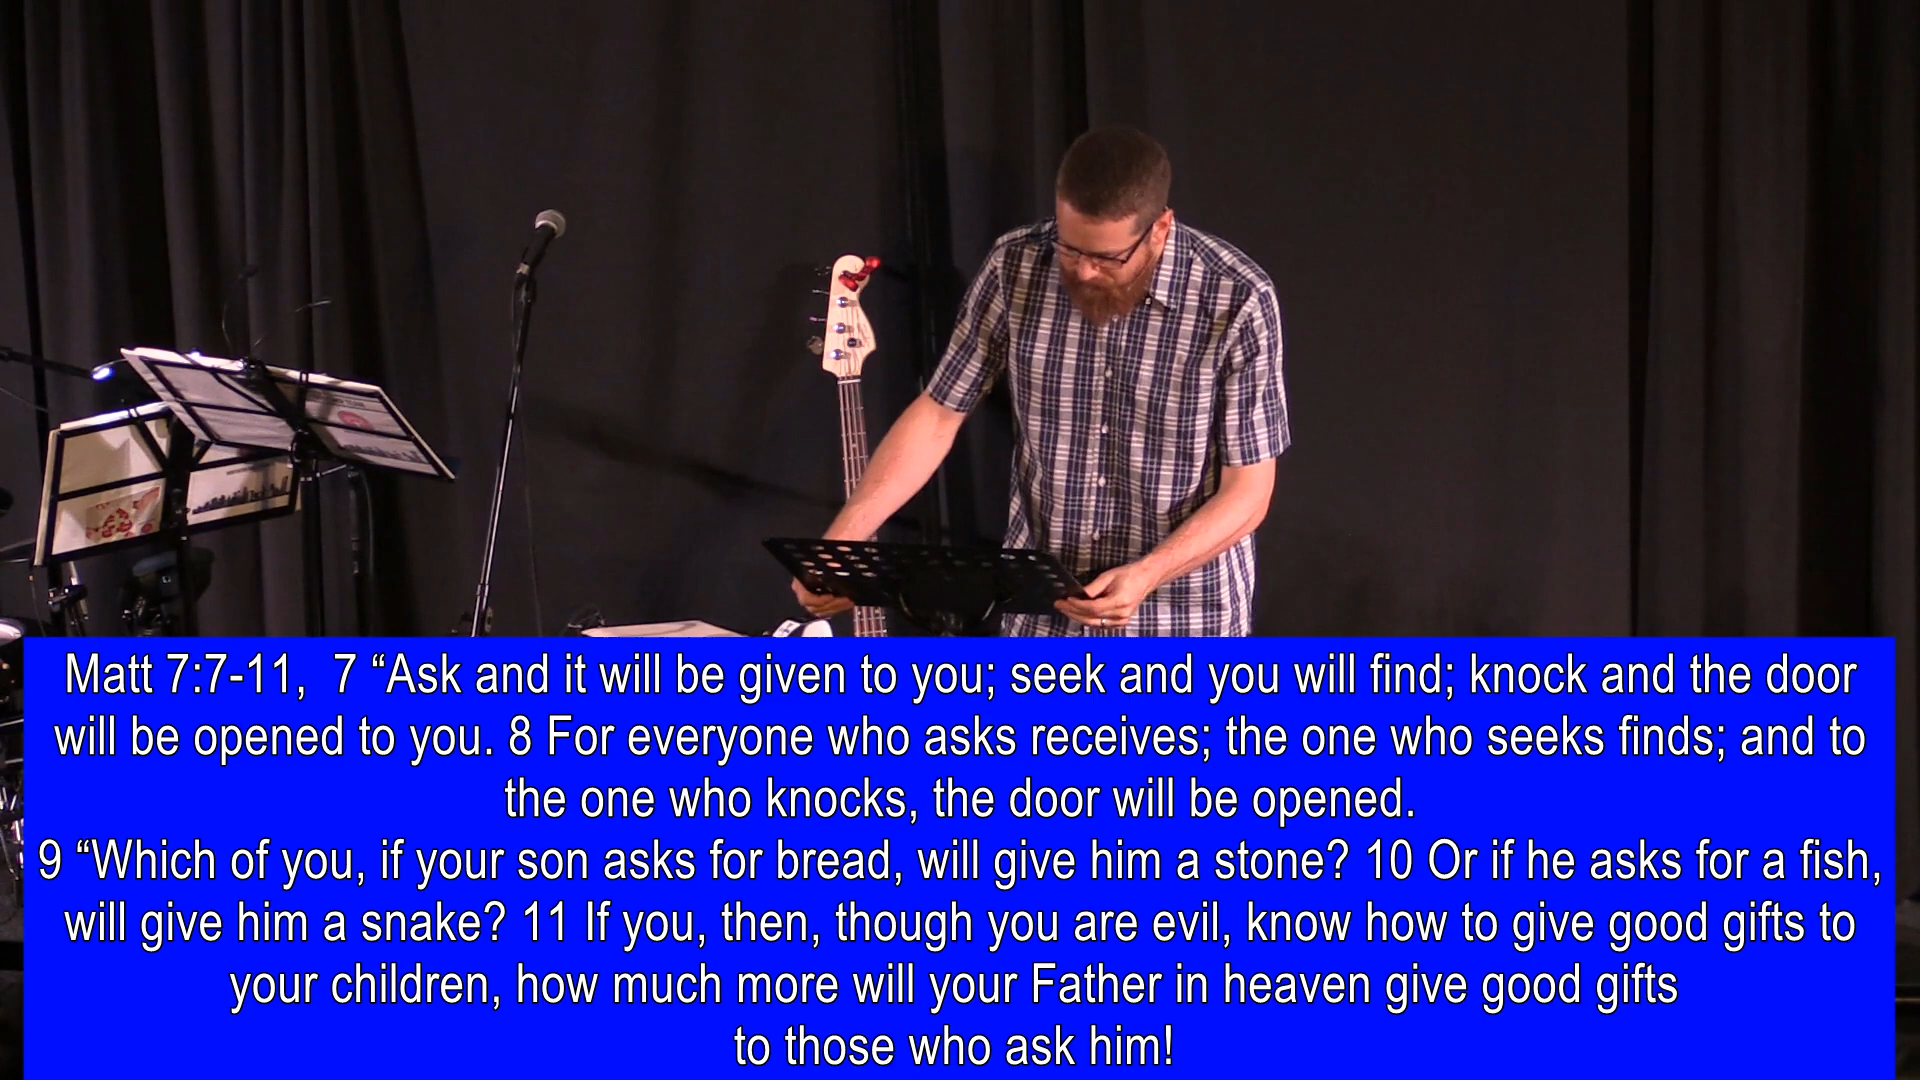 Matt 7:7-11,  7 “Ask and it will be given to you; seek and you will find; knock and the door
will be opened to you. 8 For everyone who asks receives; the one who seeks finds; and to
the one who knocks, the door will be opened.
9 “Which of you, if your son asks for bread, will give him a stone? 10 Or if he asks for a fish,
will give him a snake? 11 If you, then, though you are evil, know how to give good gifts to
your children, how much more will your Father in heaven give good gifts
to those who ask him!